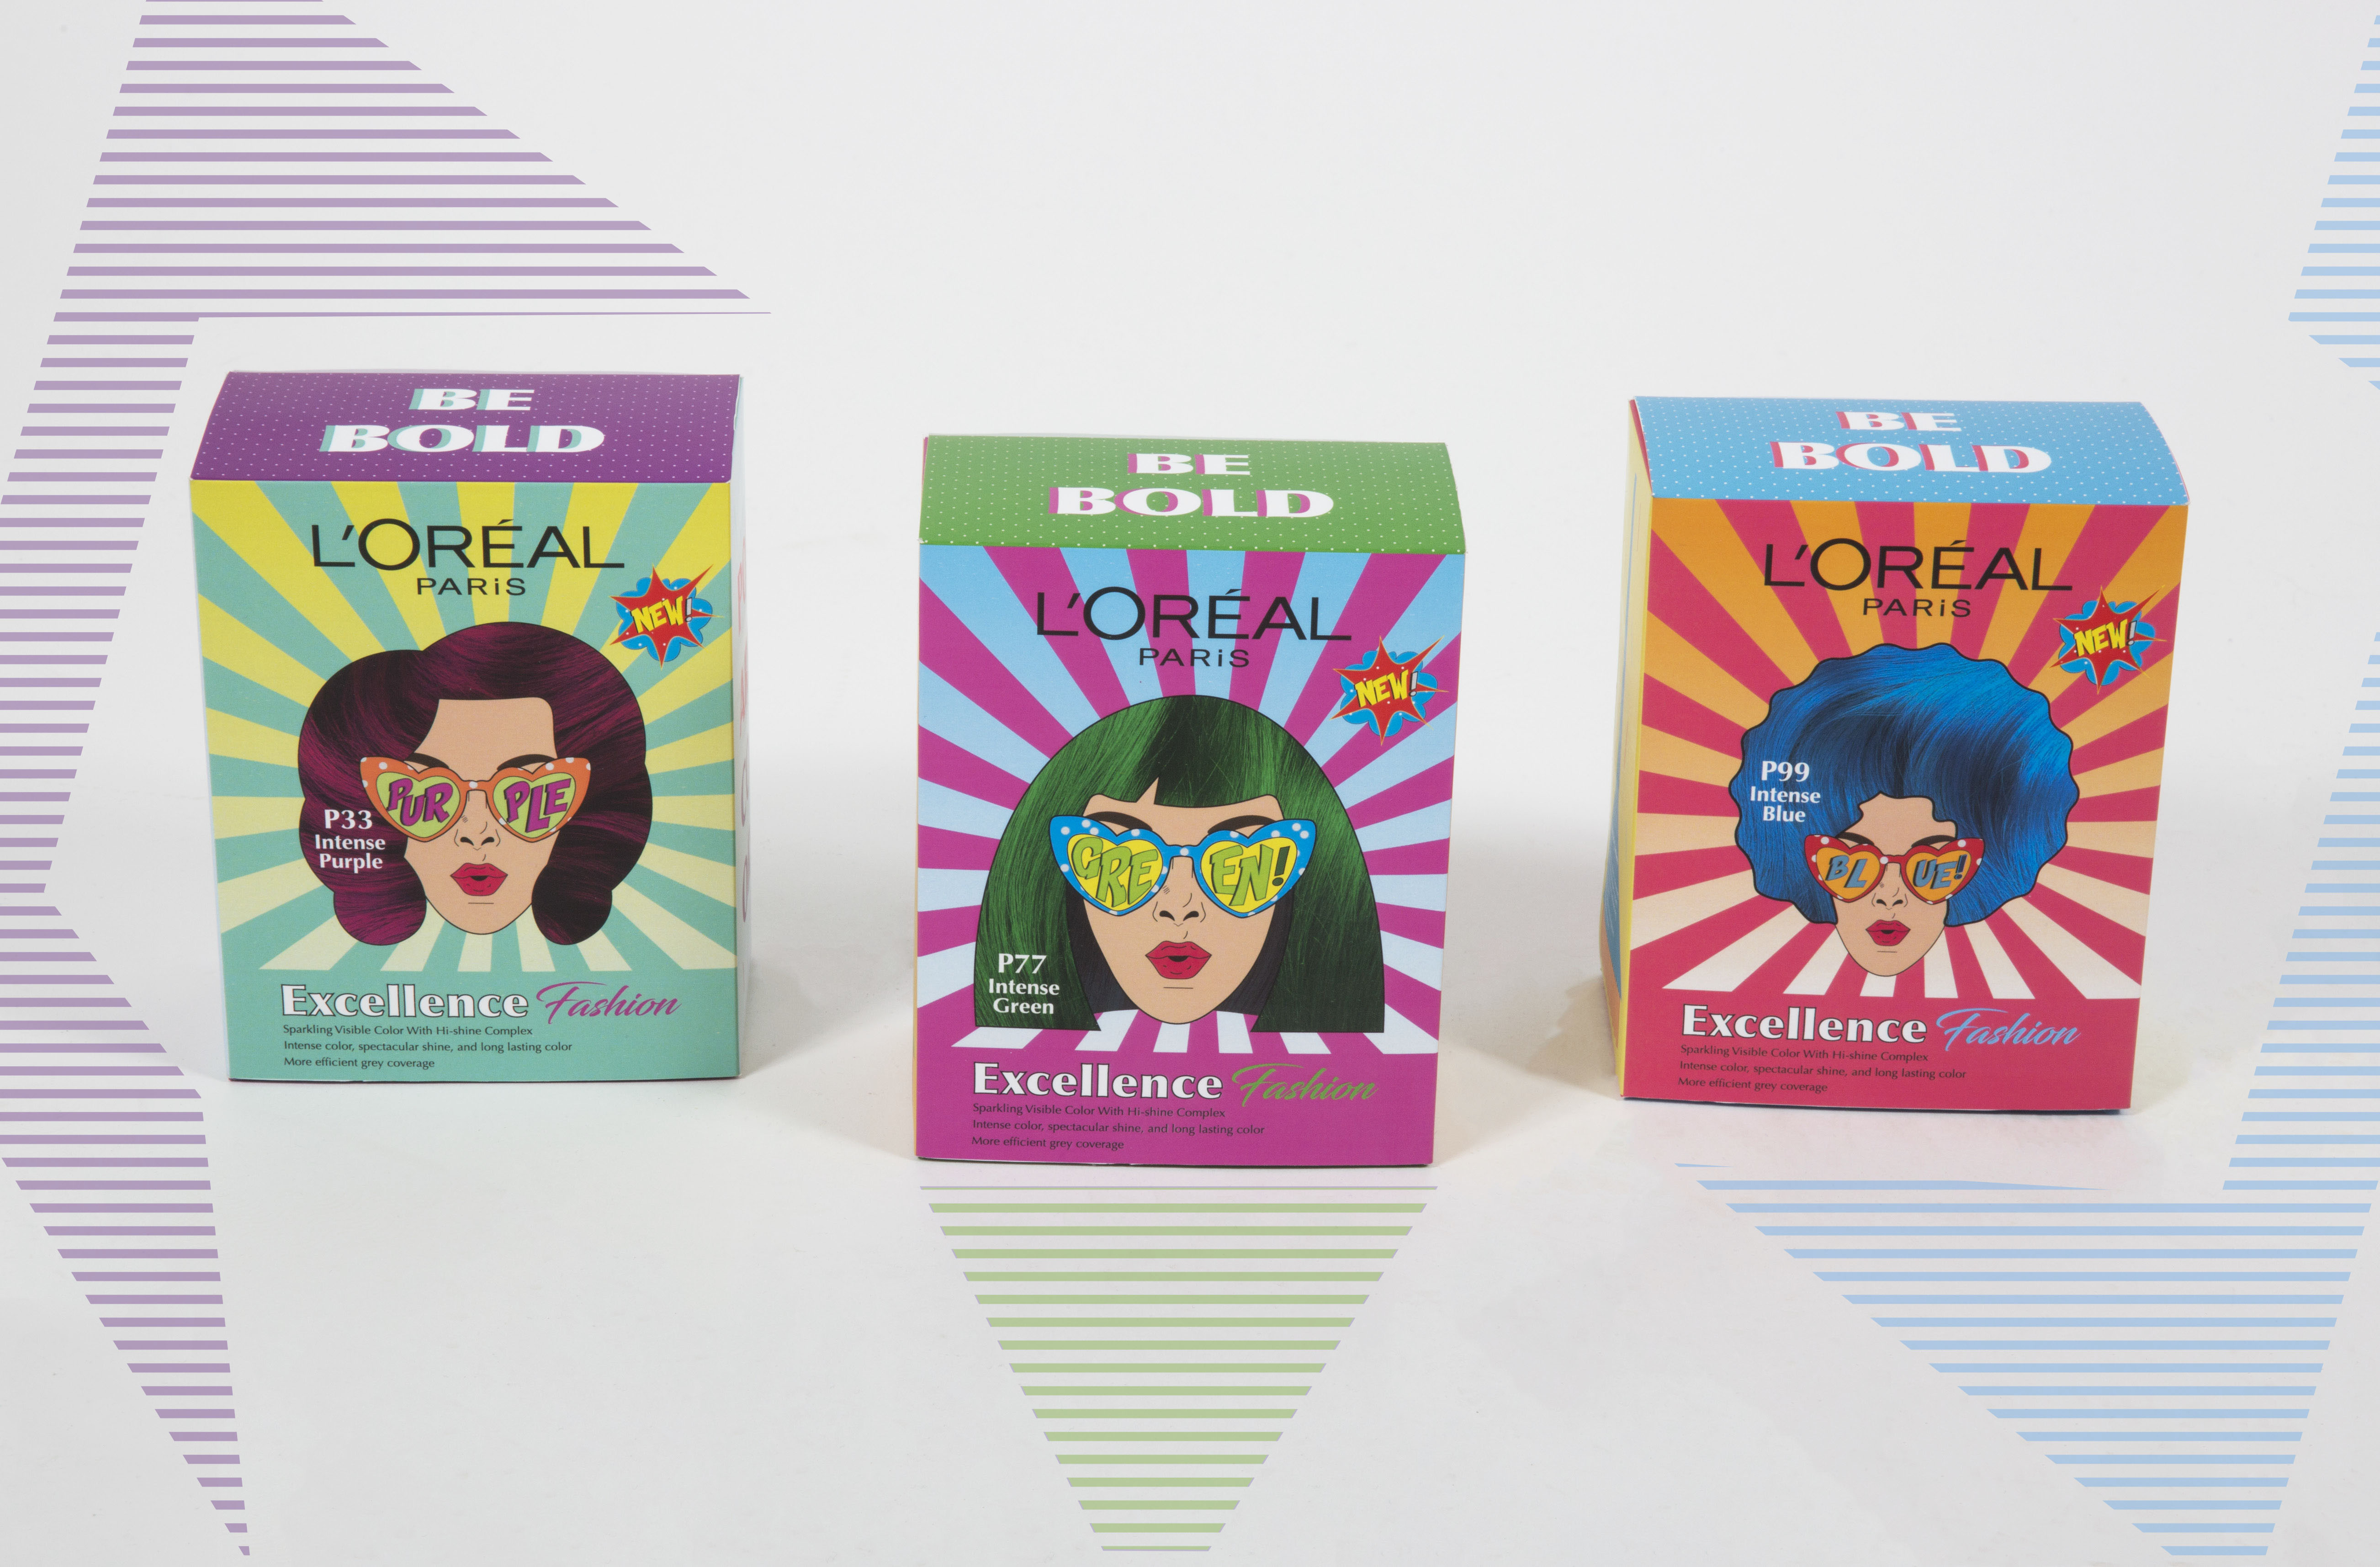 BE
BOLD
L'ORÉAL
PARiS
NEW!
PUR PLE
P33
Intense
Purple
Excellence Fashion
Sparkling Visible Color With Hi-shine Complex
Intense color, spectacular shine, and long lasting color
More efficient grey coverage
BE
BOLD
L'ORÉAL
PARiS
NEW!
GRE EN!
P77
Intense
Green
Excellence Fashion
Sparkling Visible Color With Hi-shine Complex
Intense color, spectacular shine, and long lasting color
More efficient grey coverage
BE
BOLD
L'ORÉAL
PARiS
NEW!
P99
Intense
Blue
BL UE!
Excellence Fashion
Sparkling Visible Color With Hi-shine Complex
Intense color, spectacular shine, and long lasting color
More efficient grey coverage